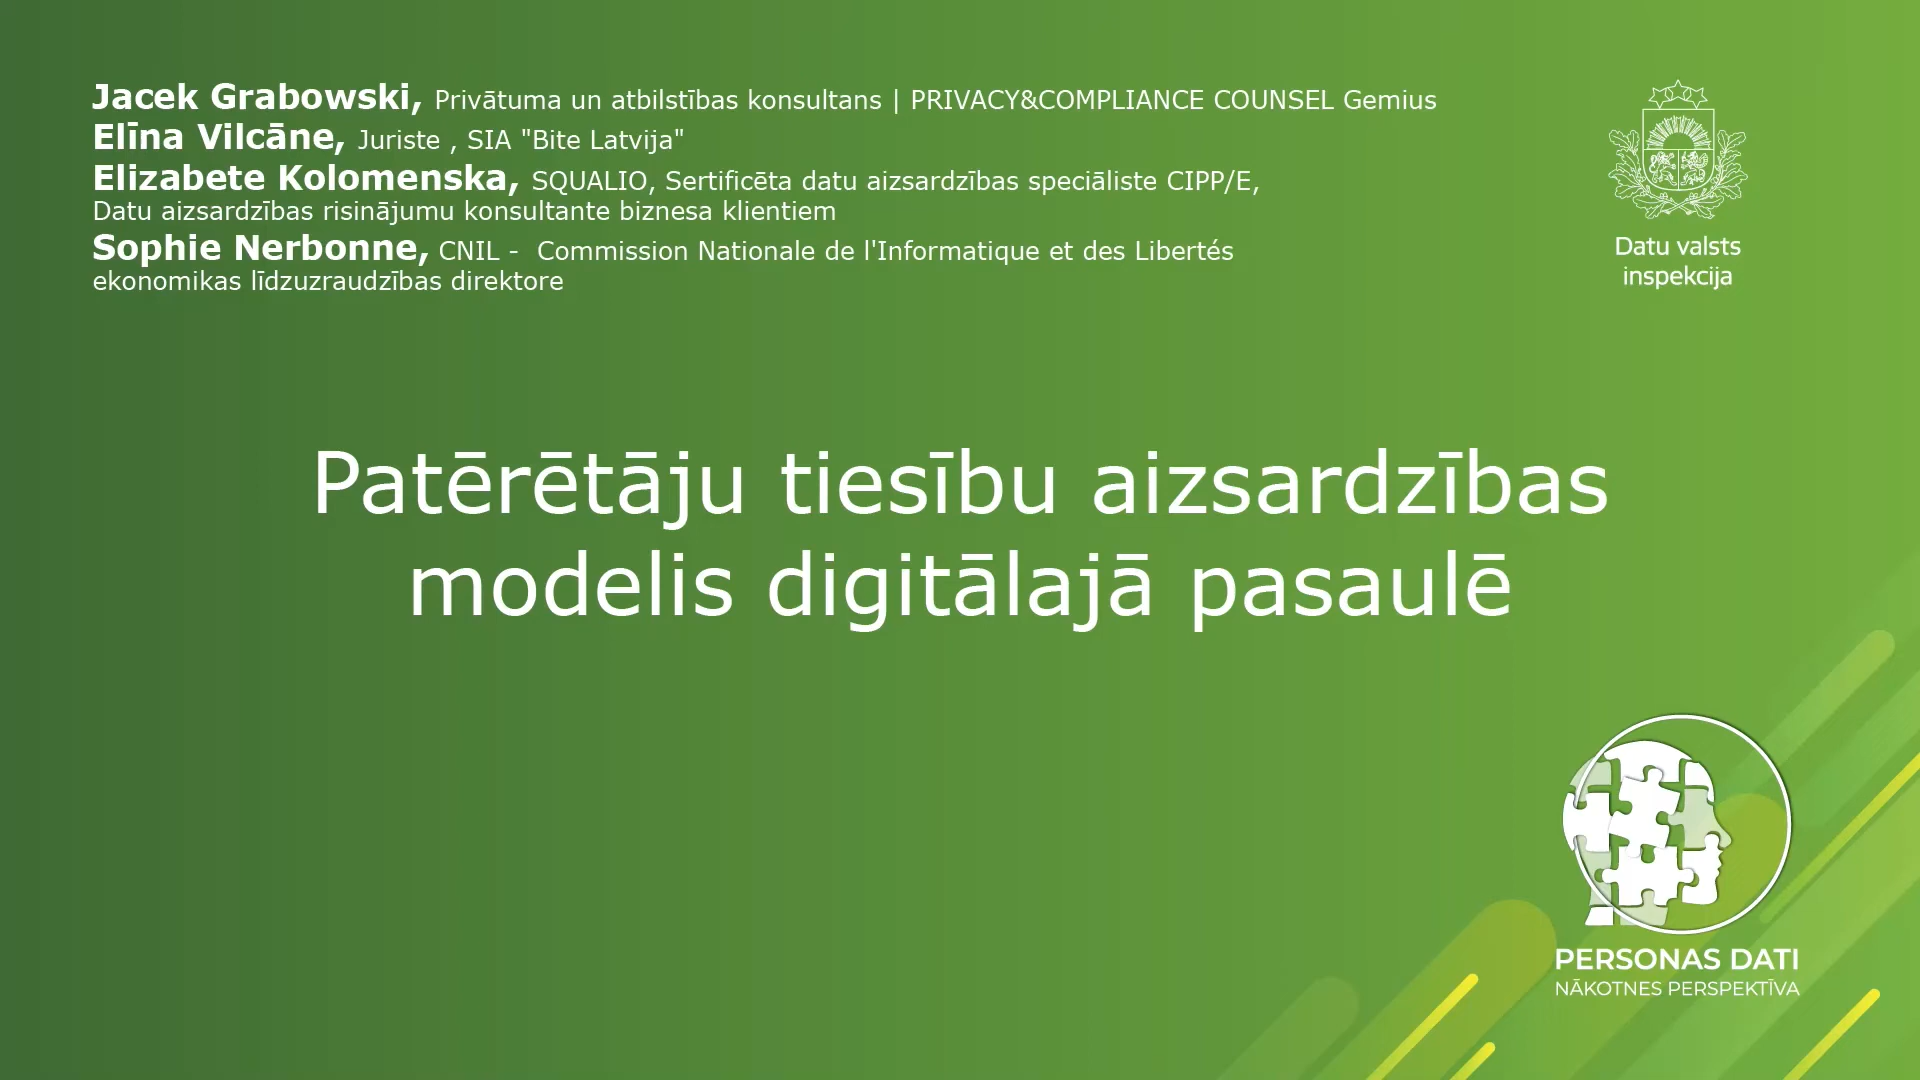 Jacek Grabowski, Privātuma un atbilstības konsultans | PRIVACY&COMPLIANCE COUNSEL Gemius
Elīna Vilcāne, Juriste , SIA "Bite Latvija"
Elizabete Kolomenska, SQUALIO, Sertificēta datu aizsardzības speciāliste CIPP/E,
Datu aizsardzības risinājumu konsultante biznesa klientiem
Sophie Nerbonne, CNIL -  Commission Nationale de l'Informatique et des Libertés
ekonomikas līdzuzraudzības direktore
Datu valsts
inspekcija
Patērētāju tiesību aizsardzības
modelis digitālajā pasaulē
PERSONAS DATI
NĀKOTNES PERSPEKTĪVA